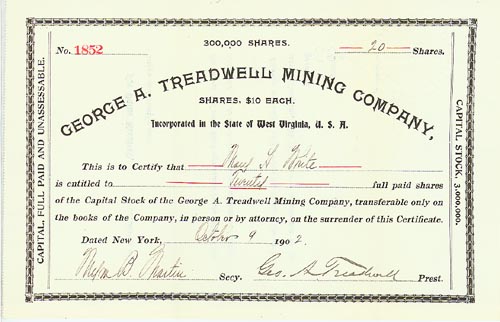 300,000 SHARES.
No. 1852 20 Shares.
GEORGE A. TREADWELL MINING COMPANY,
SHARES, $10 EACH.
Incorporated in the State of West Virginia, U. S. A.
CAPITAL, FULL PAID AND UNASSESSABLE.
CAPITAL STOCK, 3,000,000.
This is to Certify that Mary White
is entitled to Twenty full paid shares
of the Capital Stock of the George A. Treadwell Mining Company, transferable only on
the books of the Company, in person or by attorney, on the surrender of this Certificate.
Dated New York, October 9 1902.
B. Martin Secy. Geo. A. Treadwell Prest.